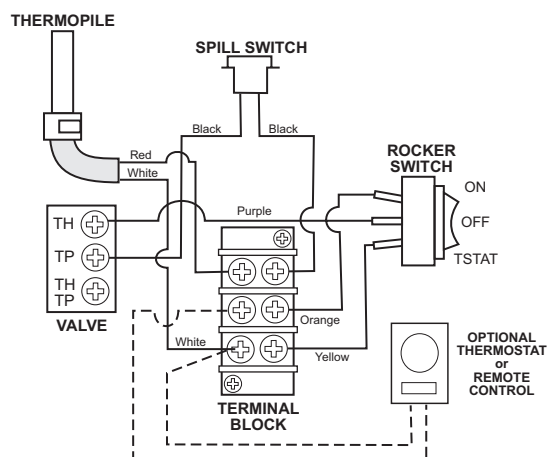 THERMOPILE
SPILL SWITCH
Black
Black
Red
White
ROCKER
SWITCH
ON
OFF
TSTAT
Purple
TH
TP
TH
TP
VALVE
Orange
White
Yellow
TERMINAL
BLOCK
OPTIONAL
THERMOSTAT
or
REMOTE
CONTROL